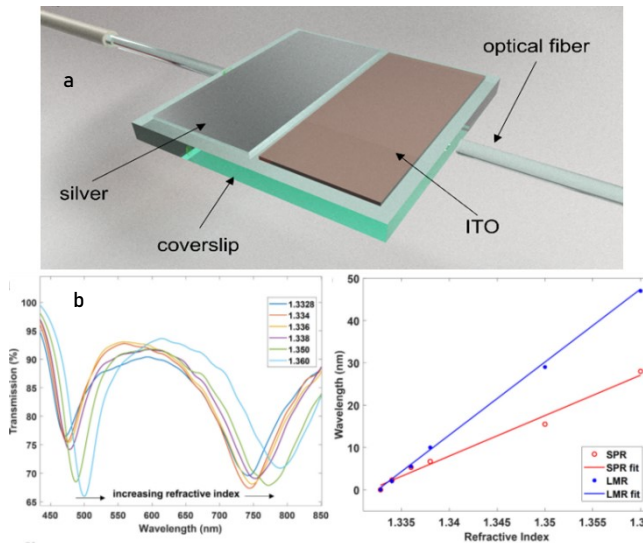 a
optical fiber
silver
coverslip
ITO
b
100
95
90
85
80
75
70
65
Transmission (%)
450 500 550 600 650 700 750 800 850
Wavelength (nm)
1.3328
1.334
1.336
1.338
1.350
1.360
increasing refractive index
50
40
30
20
10
0
Wavelength (nm)
1.335 1.34 1.345 1.35 1.355 1.3
Refractive Index
SPR
SPR fit
LMR
LMR fit